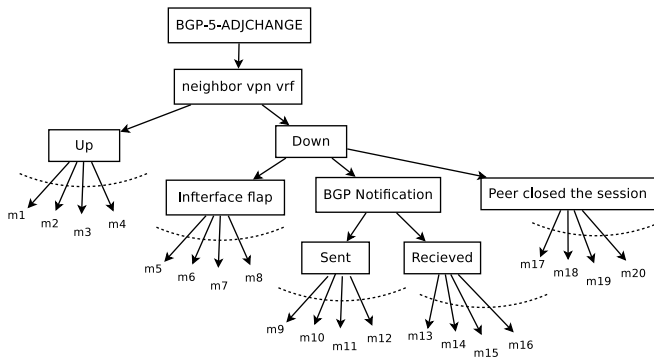 BGP-5-ADJCHANGE
neighbor vpn vrf
Up
Down
Infterface flap
BGP Notification
Peer closed the session
m1
m2
m3
m4
Sent
Recieved
m5
m6
m7
m8
m17
m18
m19
m20
m9
m10
m11
m12
m13
m14
m15
m16